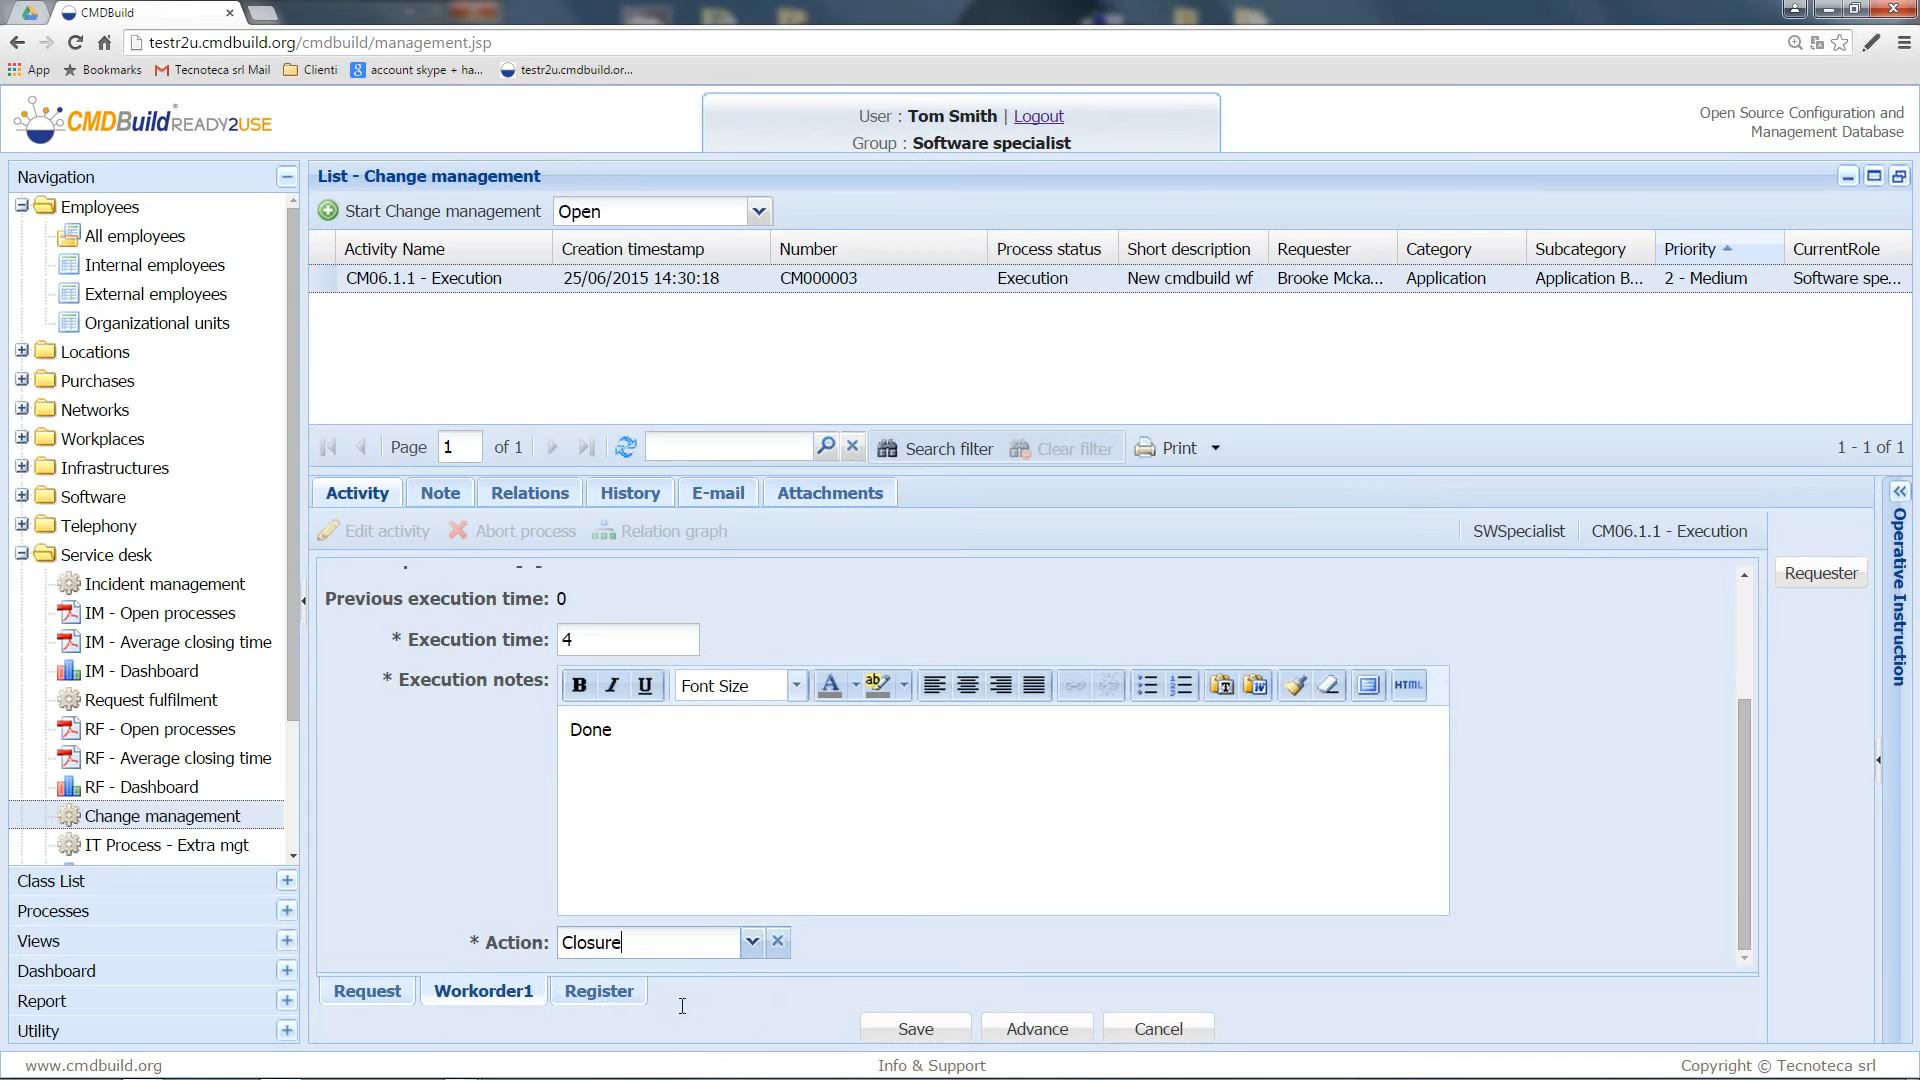 CMDBuild
testr2u.cmdbuild.org/cmdbuild/management.jsp
App Bookmarks Tecnoteca srl Mail Clienti account skype + ha... testr2u.cmdbuild.or...
CMDBuild READY2USE
User : Tom Smith | Logout
Group : Software specialist
Open Source Configuration and
Management Database
Navigation
Employees
All employees
Internal employees
External employees
Organizational units
Locations
Purchases
Networks
Workplaces
Infrastructures
Software
Telephony
Service desk
Incident management
IM - Open processes
IM - Average closing time
IM - Dashboard
Request fulfilment
RF - Open processes
RF - Average closing time
RF - Dashboard
Change management
IT Process - Extra mgt
Class List
Processes
Views
Dashboard
Report
Utility
List - Change management
Start Change management Open
Activity Name Creation timestamp Number Process status Short description Requester Category Subcategory Priority CurrentRole
CM06.1.1 - Execution 25/06/2015 14:30:18 CM000003 Execution New cmdbuild wf Brooke Mcka... Application Application B... 2 - Medium Software spe...
Page 1 of 1 Search filter Clear filter Print 1 - 1 of 1
Activity Note Relations History E-mail Attachments
Edit activity Abort process Relation graph SWSpecialist CM06.1.1 - Execution
Requester
Operative Instruction
Previous execution time: 0
* Execution time: 4
* Execution notes: B I U Font Size A ab T W HTML
Done
* Action: Closure
Request Workorder1 Register
Save Advance Cancel
www.cmdbuild.org Info & Support Copyright © Tecnoteca srl